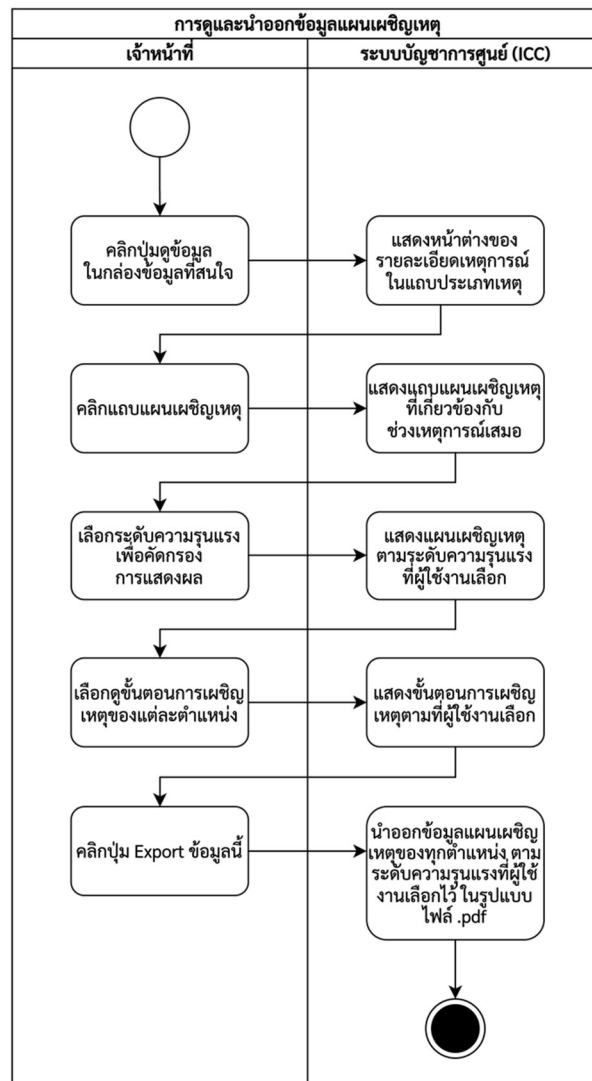 การดูและนำออกข้อมูลแผนเผชิญเหตุ
เจ้าหน้าที่
ระบบบัญชาการศูนย์ (ICC)
คลิกปุ่มดูข้อมูล
ในกล่องข้อมูลที่สนใจ
แสดงหน้าต่างของ
รายละเอียดเหตุการณ์
ในแถบประเภทเหตุ
คลิกแถบแผนเผชิญเหตุ
แสดงแถบแผนเผชิญเหตุ
ที่เกี่ยวข้องกับ
ช่วงเหตุการณ์เสมอ
เลือกระดับความรุนแรง
เพื่อคัดกรอง
การแสดงผล
แสดงแผนเผชิญเหตุ
ตามระดับความรุนแรง
ที่ผู้ใช้งานเลือก
เลือกดูขั้นตอนการเผชิญ
เหตุของแต่ละตำแหน่ง
แสดงขั้นตอนการเผชิญ
เหตุตามที่ผู้ใช้งานเลือก
คลิกปุ่ม Export ข้อมูลนี้
นำออกข้อมูลแผนเผชิญ
เหตุของทุกตำแหน่ง ตาม
ระดับความรุนแรงที่ผู้ใช้
งานเลือกไว้ ในรูปแบบ
ไฟล์ .pdf